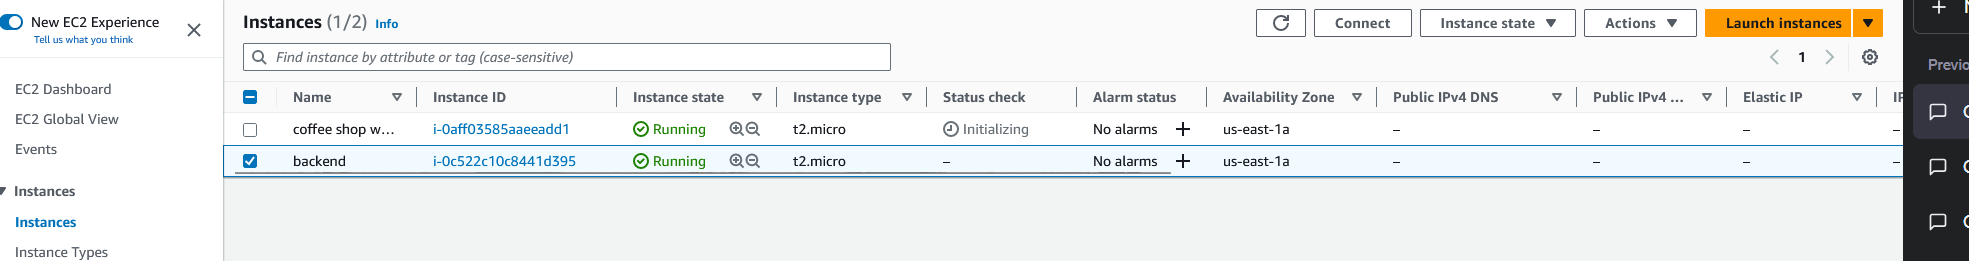 New EC2 Experience
Tell us what you think
EC2 Dashboard
EC2 Global View
Events
Instances
Instances
Instance Types
Instances (1/2) Info
Connect Instance state Actions Launch instances
Find instance by attribute or tag (case-sensitive)
1
Name Instance ID Instance state Instance type Status check Alarm status Availability Zone Public IPv4 DNS Public IPv4 ... Elastic IP
coffee shop w... i-0aff03585aaeeadd1 Running t2.micro Initializing No alarms + us-east-1a – – – –
backend i-0c522c10c8441d395 Running t2.micro – No alarms + us-east-1a – – – –
Previo